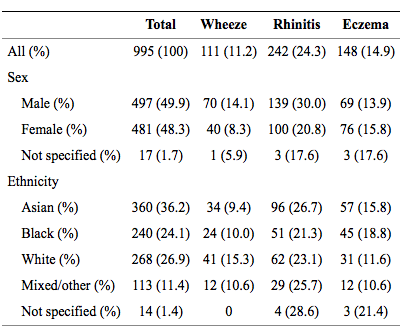 Total Wheeze Rhinitis Eczema
All (%) 995 (100) 111 (11.2) 242 (24.3) 148 (14.9)
Sex
Male (%) 497 (49.9) 70 (14.1) 139 (30.0) 69 (13.9)
Female (%) 481 (48.3) 40 (8.3) 100 (20.8) 76 (15.8)
Not specified (%) 17 (1.7) 1 (5.9) 3 (17.6) 3 (17.6)
Ethnicity
Asian (%) 360 (36.2) 34 (9.4) 96 (26.7) 57 (15.8)
Black (%) 240 (24.1) 24 (10.0) 51 (21.3) 45 (18.8)
White (%) 268 (26.9) 41 (15.3) 62 (23.1) 31 (11.6)
Mixed/other (%) 113 (11.4) 12 (10.6) 29 (25.7) 12 (10.6)
Not specified (%) 14 (1.4) 0 4 (28.6) 3 (21.4)